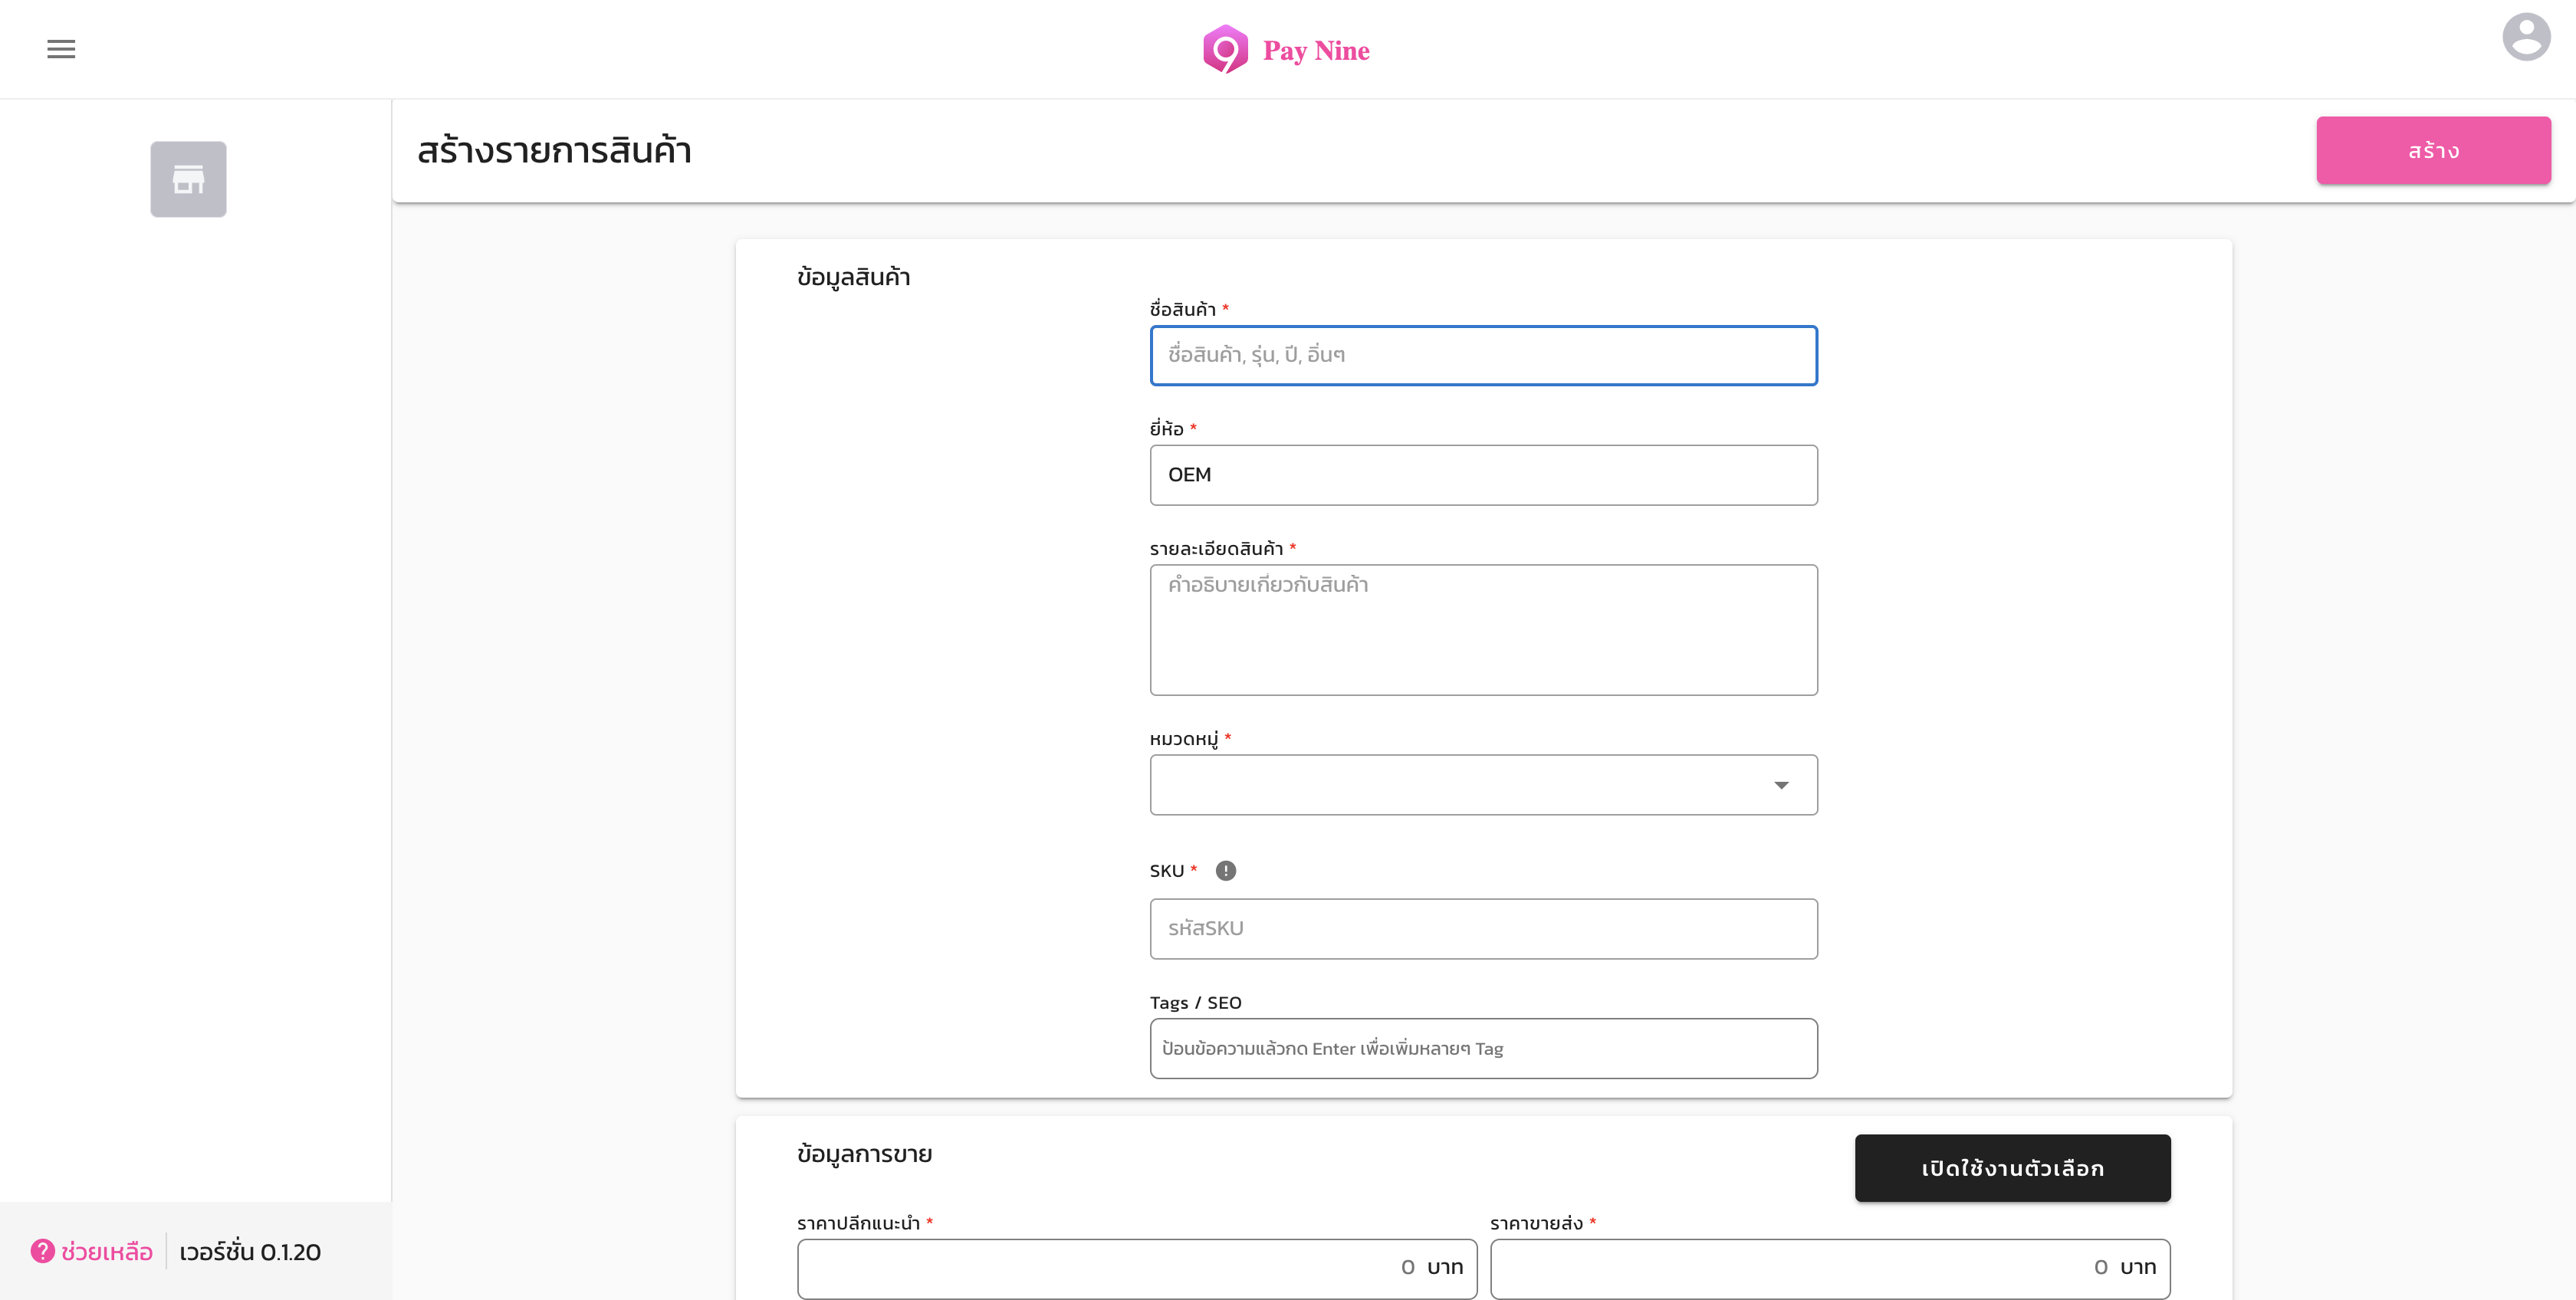 Pay Nine
สร้างรายการสินค้า
สร้าง
ข้อมูลสินค้า
ชื่อสินค้า *
ชื่อสินค้า, รุ่น, ปี, อื่นๆ
ยี่ห้อ *
OEM
รายละเอียดสินค้า *
คำอธิบายเกี่ยวกับสินค้า
หมวดหมู่ *
SKU *
รหัสSKU
Tags / SEO
ป้อนข้อความแล้วกด Enter เพื่อเพิ่มหลายๆ Tag
ข้อมูลการขาย
เปิดใช้งานตัวเลือก
ราคาปลีกแนะนำ *
ราคาขายส่ง *
0 บาท
0 บาท
ช่วยเหลือ
เวอร์ชั่น 0.1.20